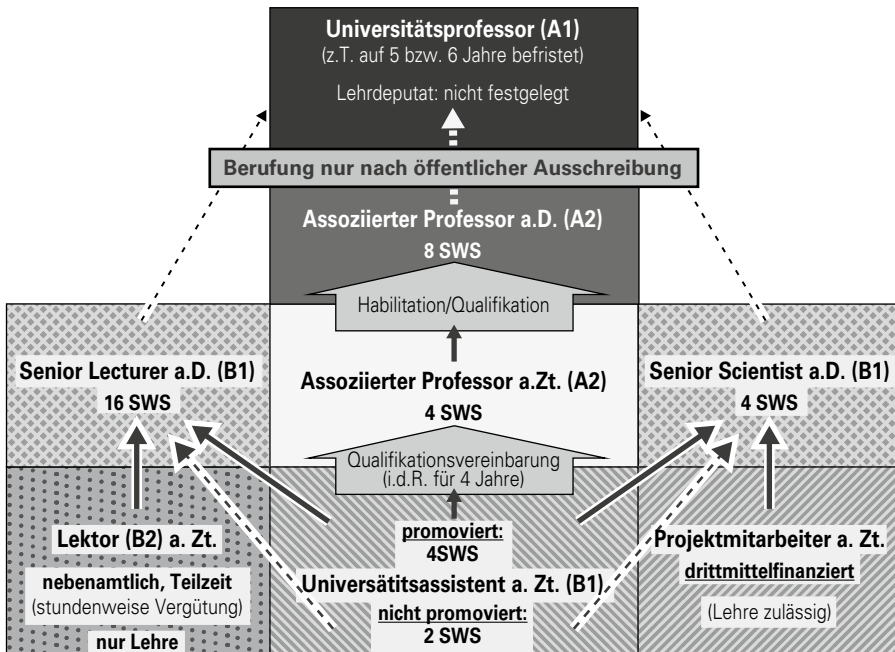 Universitätsprofessor (A1)
(z.T. auf 5 bzw. 6 Jahre befristet)
Lehrdeputat: nicht festgelegt
Berufung nur nach öffentlicher Ausschreibung
Assoziierter Professor a.D. (A2)
8 SWS
Habilitation/Qualifikation
Senior Lecturer a.D. (B1)
16 SWS
Assoziierter Professor a.Zt. (A2)
4 SWS
Senior Scientist a.D. (B1)
4 SWS
Qualifikationsvereinbarung
(i.d.R. für 4 Jahre)
Lektor (B2) a. Zt.
nebenamtlich, Teilzeit
(stundenweise Vergütung)
nur Lehre
promoviert:
4SWS
Universätitsassistent a. Zt. (B1)
nicht promoviert:
2 SWS
Projektmitarbeiter a. Zt.
drittmittelfinanziert
(Lehre zulässig)